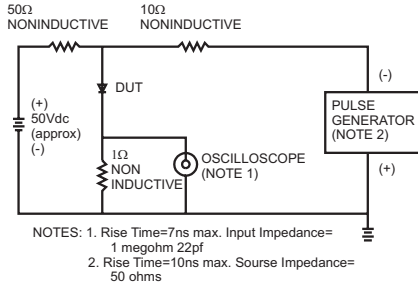 50Ω
NONINDUCTIVE
10Ω
NONINDUCTIVE
(+)
50Vdc
(approx)
(-)
DUT
1Ω
NON
INDUCTIVE
OSCILLOSCOPE
(NOTE 1)
(-)
PULSE
GENERATOR
(NOTE 2)
(+)
NOTES: 1. Rise Time=7ns max. Input Impedance=
1 megohm 22pf
2. Rise Time=10ns max. Sourse Impedance=
50 ohms